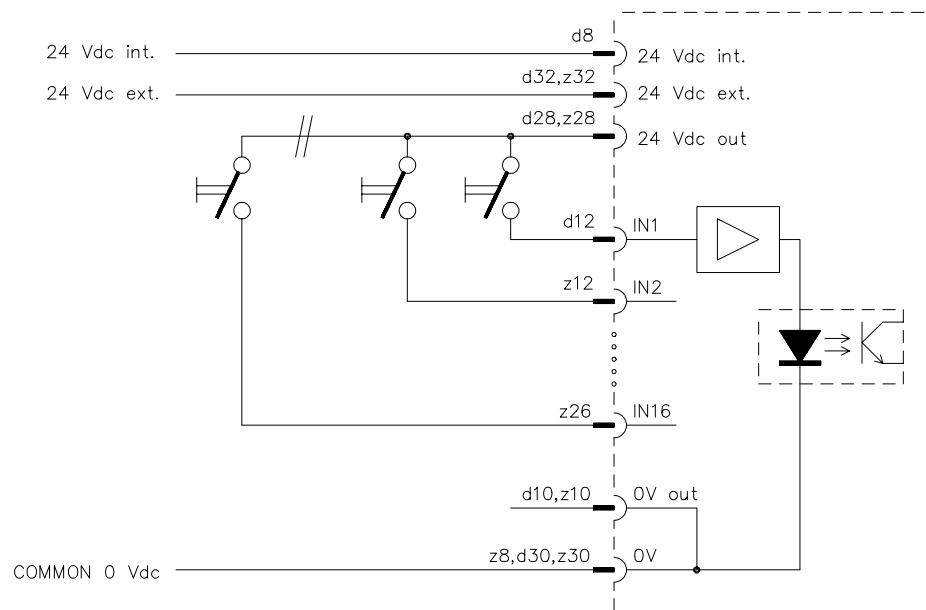 d8
24 Vdc int. 24 Vdc int.
d32,z32
24 Vdc ext. 24 Vdc ext.
d28,z28
24 Vdc out
d12 IN1
z12 IN2
z26 IN16
d10,z10 0V out
z8,d30,z30 0V
COMMON 0 Vdc